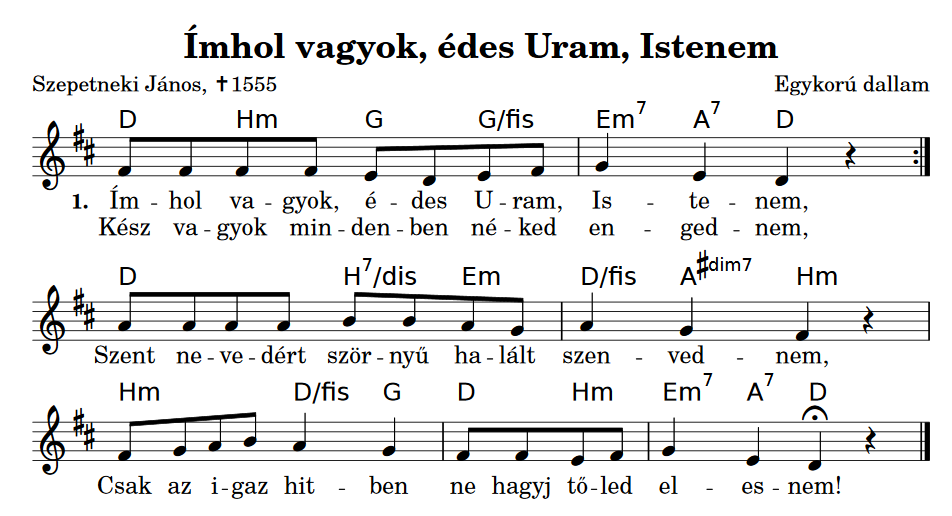 Ímhol vagyok, édes Uram, Istenem
Szepetneki János, ✝1555 Egykorú dallam
D Hm G G/fis Em7 A7 D
1. Ím - hol va - gyok, é - des U - ram, Is - te - nem,
Kész va - gyok min - den - ben né - ked en - ged - nem,
D H7/dis Em D/fis A♯dim7 Hm
Szent ne - ve - dért ször - nyű ha - lált szen - ved - nem,
Hm D/fis G D Hm Em7 A7 D
Csak az i - gaz hit - ben ne hagyj tő - led el - es - nem!